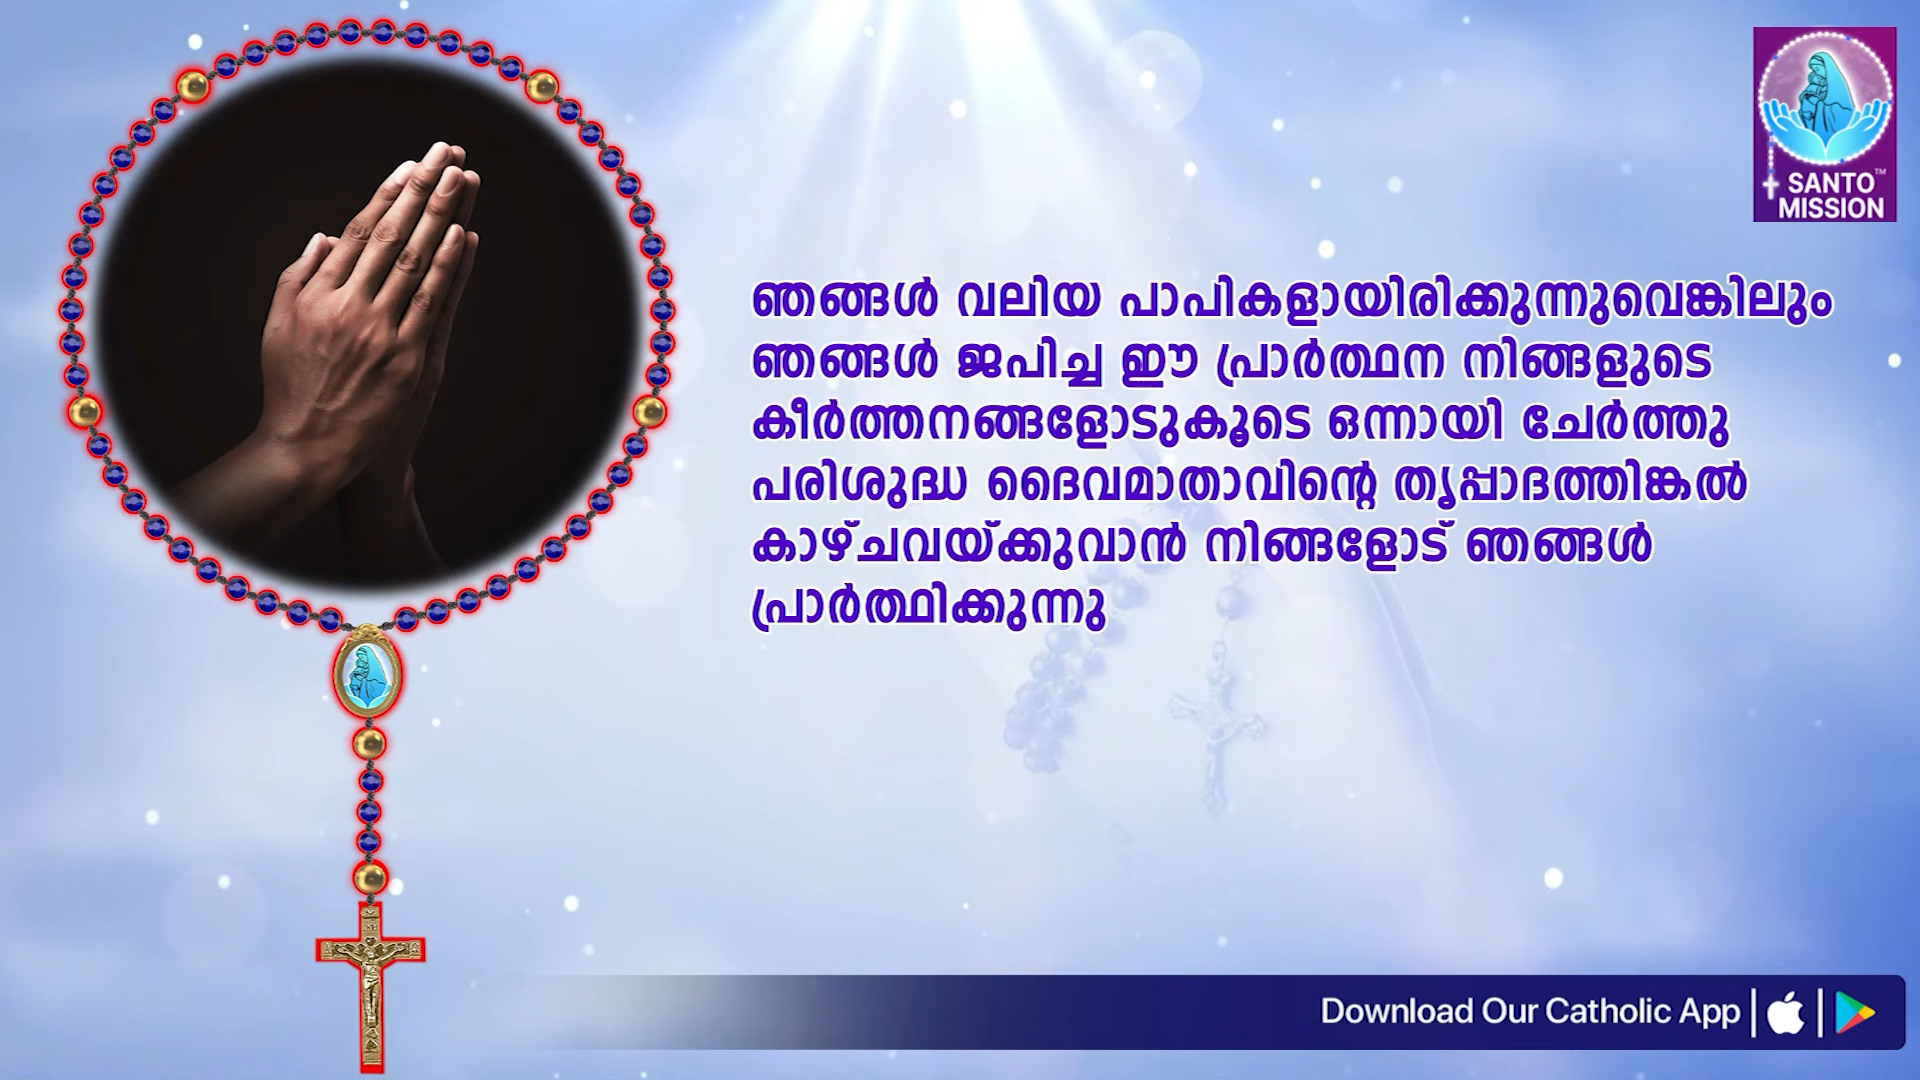 SANTO™
MISSION
ഞങ്ങൾ വലിയ പാപികളായിരിക്കുന്നുവെങ്കിലും
ഞങ്ങൾ ജപിച്ച ഈ പ്രാർത്ഥന നിങ്ങളുടെ
കീർത്തനങ്ങളോടുകൂടെ ഒന്നായി ചേർത്തു
പരിശുദ്ധ ദൈവമാതാവിന്റെ തൃപ്പാദത്തിങ്കൽ
കാഴ്ചവയ്ക്കുവാൻ നിങ്ങളോട് ഞങ്ങൾ
പ്രാർത്ഥിക്കുന്നു
Download Our Catholic App